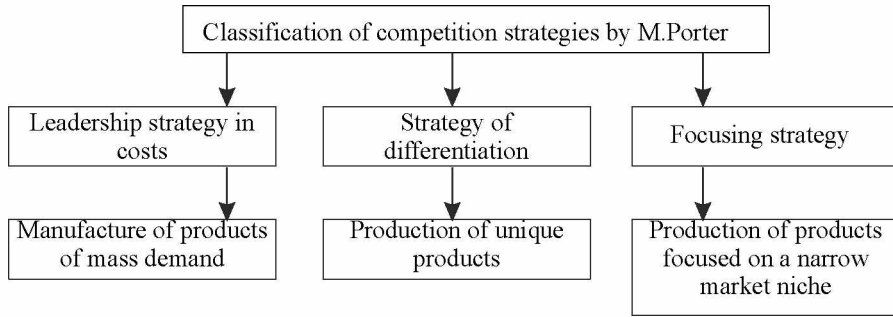 Classification of competition strategies by M.Porter
Leadership strategy in
costs
Strategy of
differentiation
Focusing strategy
Manufacture of products
of mass demand
Production of unique
products
Production of products
focused on a narrow
market niche